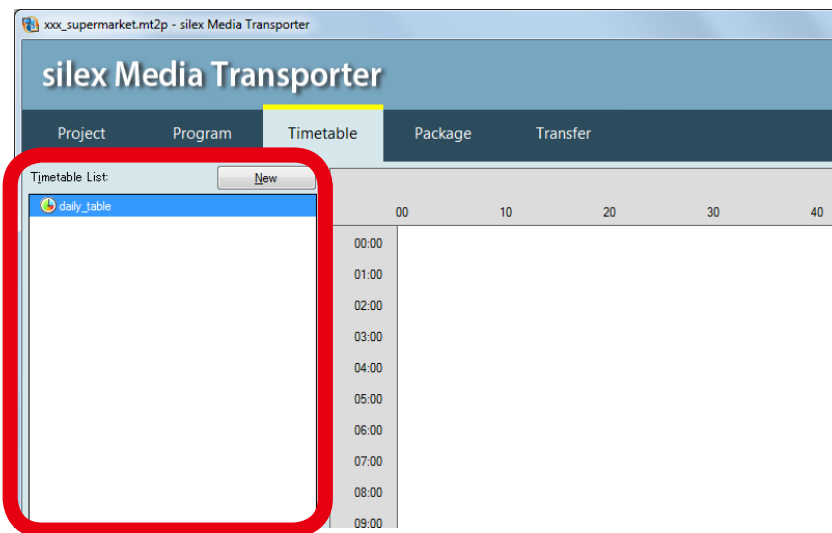 xxx_supermarket.mt2p - silex Media Transporter
silex Media Transporter
Project Program Timetable Package Transfer
Timetable List: New
daily_table
00 10 20 30 40
00:00
01:00
02:00
03:00
04:00
05:00
06:00
07:00
08:00
09:00